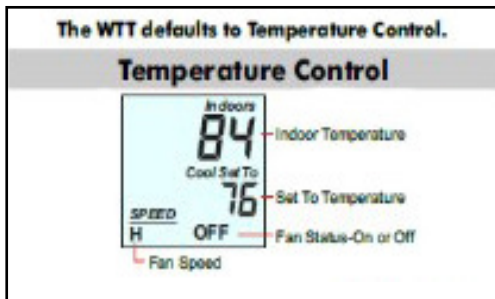 The WTT defaults to Temperature Control.
Temperature Control
Indoors
84
Indoor Temperature
Cool Set To
76
Set To Temperature
SPEED
H OFF
Fan Status-On or Off
Fan Speed